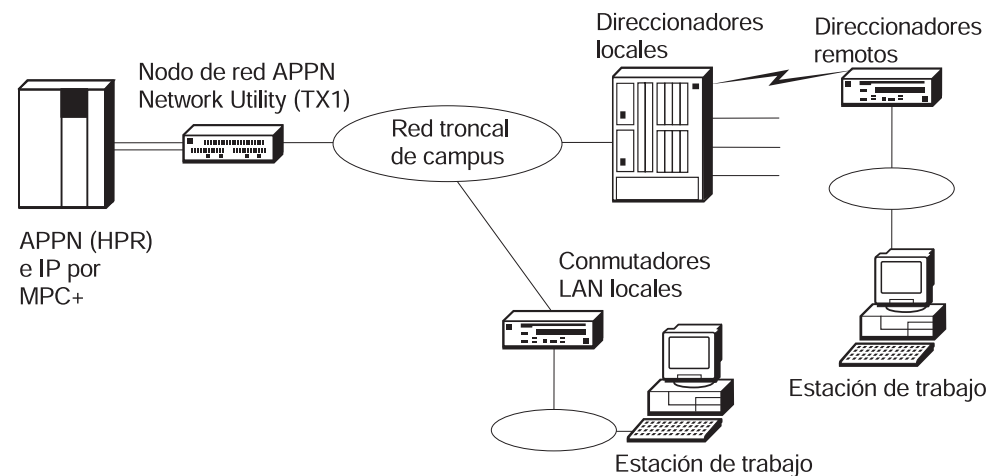 Direccionadores
locales
Direccionadores
remotos
Nodo de red APPN
Network Utility (TX1)
Red troncal
de campus
APPN (HPR)
e IP por
MPC+
Conmutadores
LAN locales
Estación de trabajo
Estación de trabajo